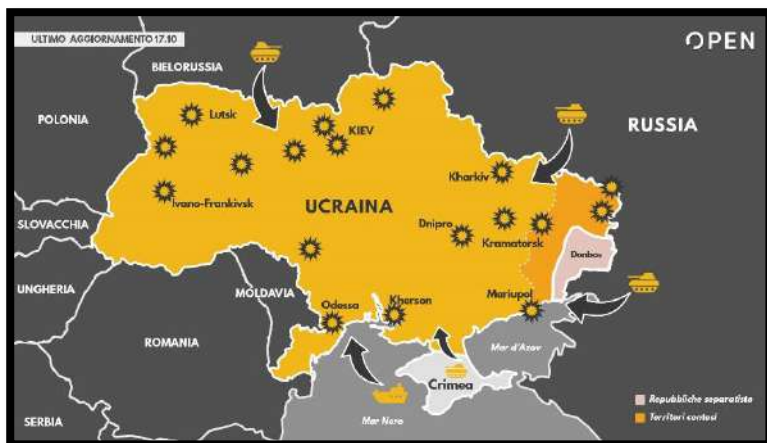 ULTIMO AGGIORNAMENTO 17.10
OPEN
BIELORUSSIA
POLONIA
Lutsk
KIEV
RUSSIA
Kharkiv
Ivano-Frankivsk
UCRAINA
SLOVACCHIA
Dnipro
Kramatorsk
Donbas
UNGHERIA
MOLDAVIA
Odessa
Kherson
Mariupol
ROMANIA
Mar d'Azov
Crimea
Repubbliche separatiste
SERBIA
Mar Nero
Territori contesi